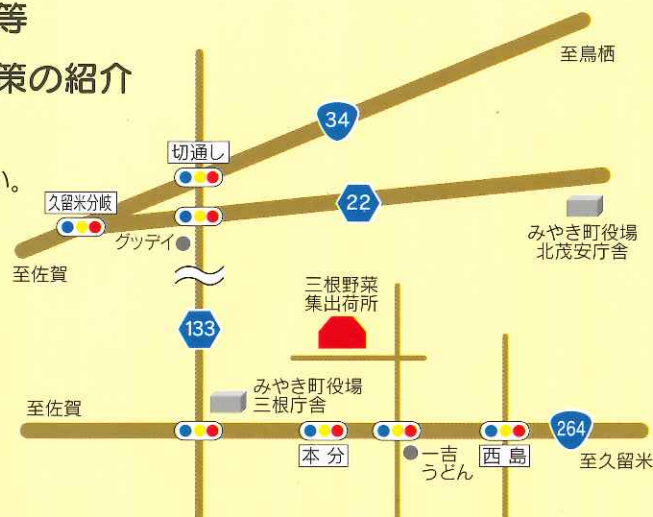 等
策の紹介
い。
至鳥栖
34
切通し
久留米分岐
22
グッデイ
みやき町役場
北茂安庁舎
至佐賀
三根野菜
集出荷所
133
みやき町役場
三根庁舎
至佐賀
本分
一吉
うどん
西島
264
至久留米